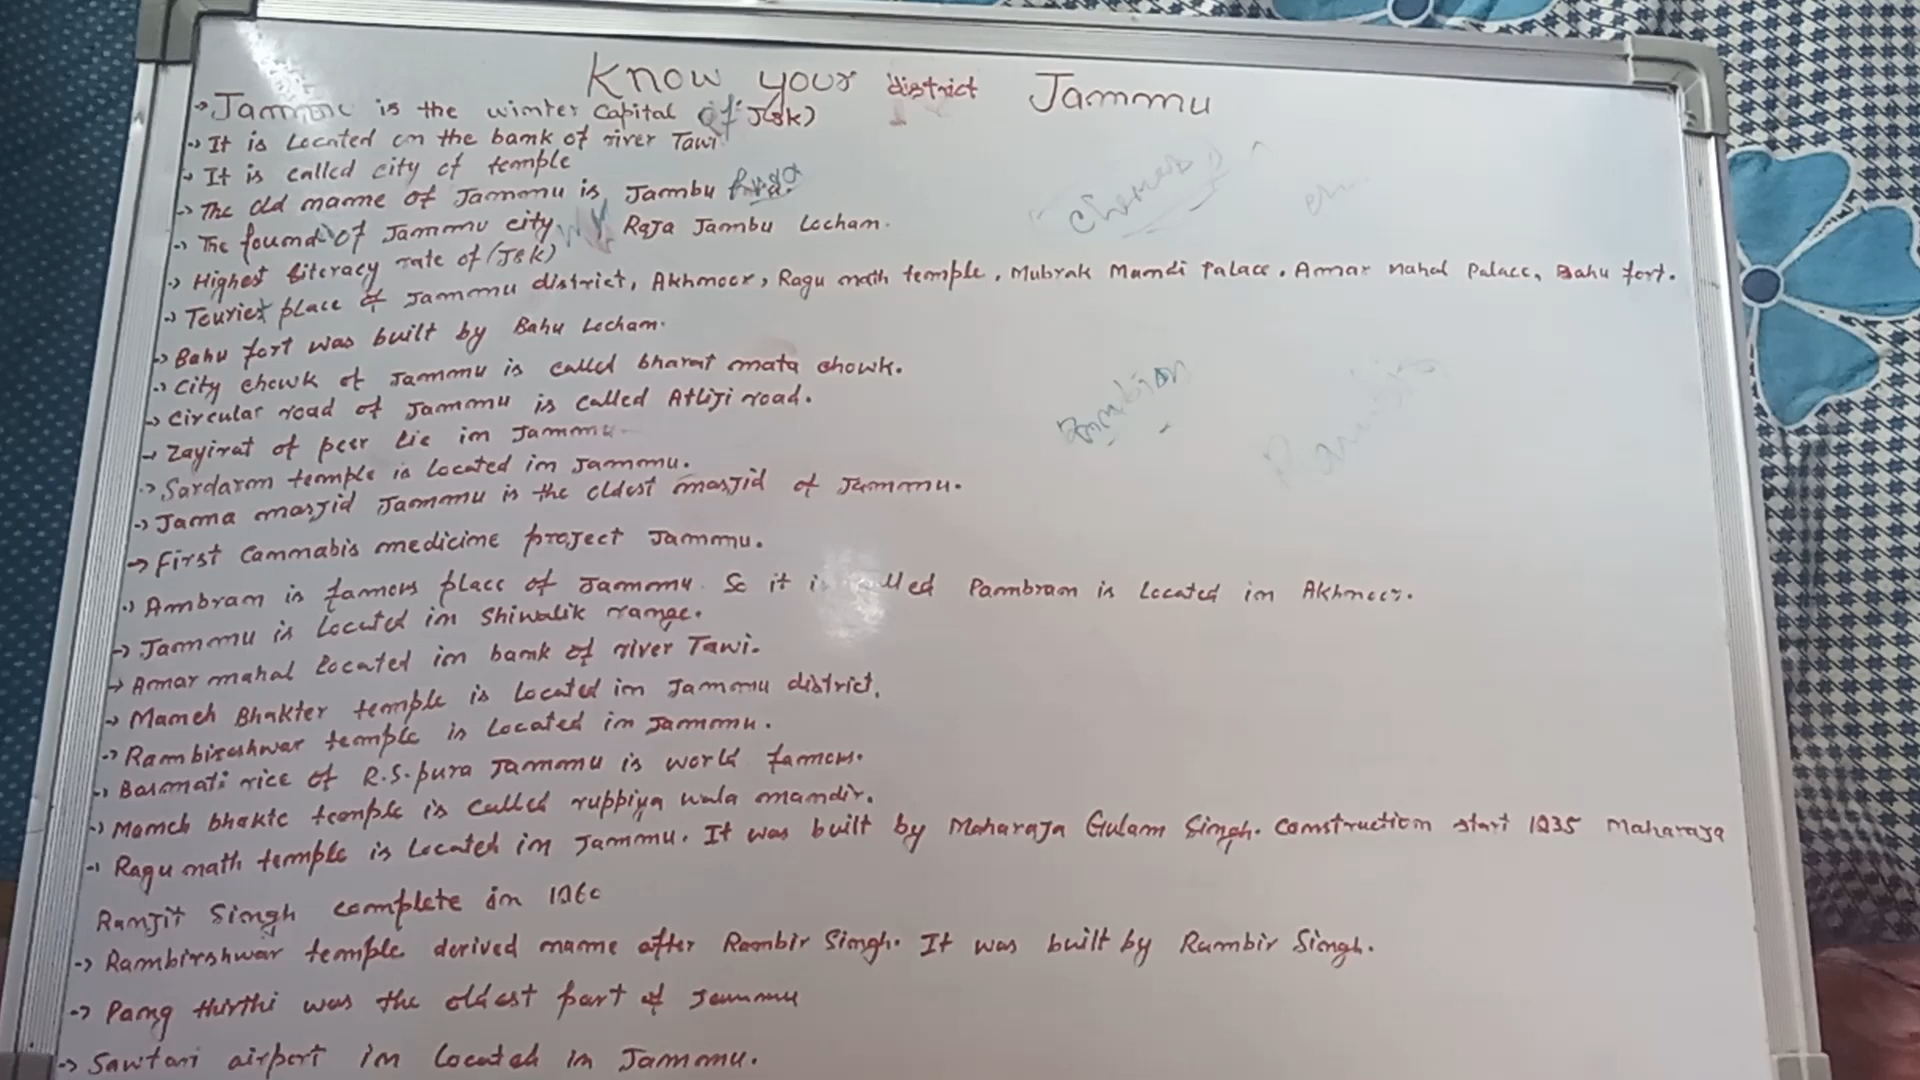 Know your district Jammu
→ Jammu is the winter Capital of J&k)
→ It is Located on the bank of river Tawi
→ It is called city of temple
→ The old name of Jammu is Jambu
→ The found of Jammu city by Raja Jambu Locham.
→ Highest literacy rate of (J&k)
→ Touriest place of Jammu district, Akhnoor, Ragu nath temple, Mubrak Mandi Palace. Amar Mahal Palace, Bahu fort.
→ Bahu fort was built by Bahu Locham.
→ City chowk of Jammu is called bharat mata chowk.
→ Circular road of Jammu is called Atliji road.
→ Zayirat of peer lie in Jammu
→ Sardaron temple is located in Jammu.
→ Jama masjid Jammu is the oldest masjid of Jammu.
→ First Cannabis medicine project Jammu.
→ Ambram is famous place of Jammu. So it is called Pambram is Located in Akhnoor.
→ Jammu is located in Shiwalik range.
→ Amar mahal located in bank of river Tawi.
→ Mameh Bhakter temple is located in Jammu district.
→ Rambireshwar temple is Located in Jammu.
→ Basmati rice of R.S.pura Jammu is world famous.
→ Mameh bhakte temple is called ruppiya wala mandir.
→ Ragu nath temple is Located in Jammu. It was built by Maharaja Gulam Singh. Construction start 1835 Maharaja
Ranjit Singh complete in 1860
→ Rambirshwar temple derived name after Rambir Singh. It was built by Rambir Singh.
→ Pang thirthi was the oldest part of Jammu
→ Sawtari airport in located in Jammu.